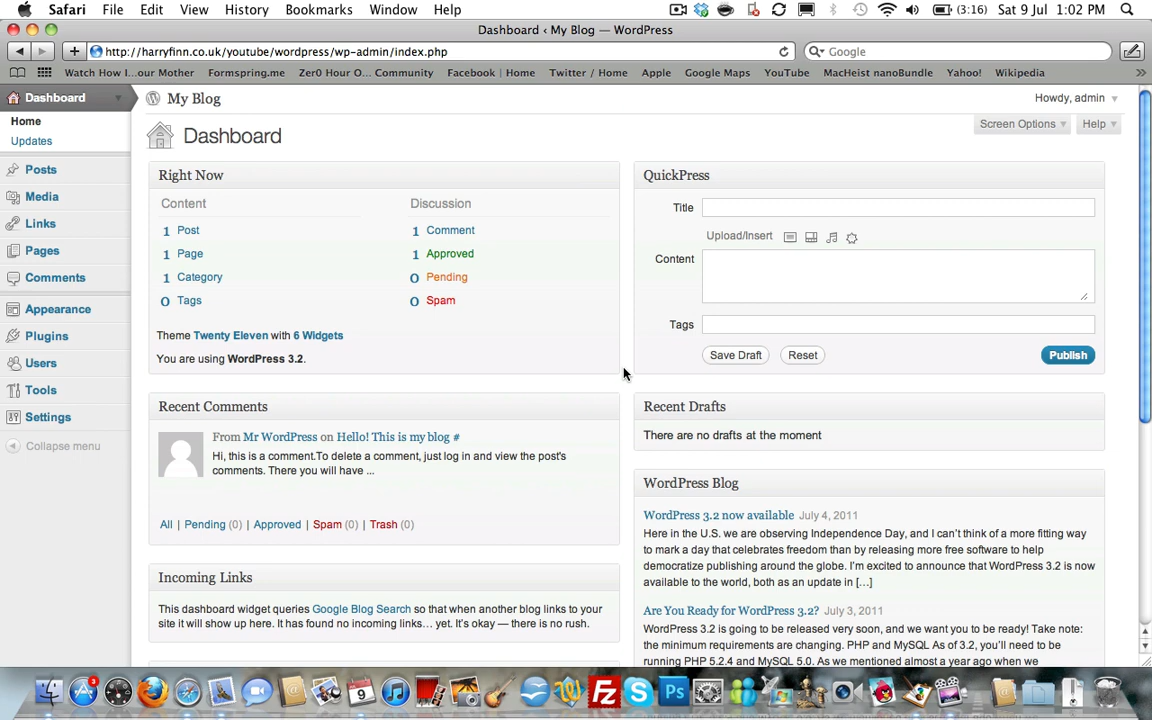 Safari File Edit View History Bookmarks Window Help (3:16) Sat 9 Jul 1:02 PM
Dashboard ‹ My Blog — WordPress
http://harryfinn.co.uk/youtube/wordpress/wp-admin/index.php Google
Watch How I...our Mother Formspring.me Zer0 Hour O... Community Facebook | Home Twitter / Home Apple Google Maps YouTube MacHeist nanoBundle Yahoo! Wikipedia
Dashboard
Home
Updates
Posts
Media
Links
Pages
Comments
Appearance
Plugins
Users
Tools
Settings
Collapse menu
My Blog
Howdy, admin
Screen Options Help
Dashboard
Right Now
Content Discussion
1 Post 1 Comment
1 Page 1 Approved
1 Category 0 Pending
0 Tags 0 Spam
Theme Twenty Eleven with 6 Widgets
You are using WordPress 3.2.
Recent Comments
From Mr WordPress on Hello! This is my blog #
Hi, this is a comment.To delete a comment, just log in and view the post's
comments. There you will have ...
All | Pending (0) | Approved | Spam (0) | Trash (0)
Incoming Links
This dashboard widget queries Google Blog Search so that when another blog links to your
site it will show up here. It has found no incoming links… yet. It's okay — there is no rush.
QuickPress
Title
Upload/Insert
Content
Tags
Save Draft Reset Publish
Recent Drafts
There are no drafts at the moment
WordPress Blog
WordPress 3.2 now available July 4, 2011
Here in the U.S. we are observing Independence Day, and I can't think of a more fitting way
to mark a day that celebrates freedom than by releasing more free software to help
democratize publishing around the globe. I'm excited to announce that WordPress 3.2 is now
available to the world, both as an update in […]
Are You Ready for WordPress 3.2? July 3, 2011
WordPress 3.2 is going to be released very soon, and we want you to be ready! Take note:
the minimum requirements are changing. PHP and MySQL As of 3.2, you'll need to be
running PHP 5.2.4 and MySQL 5.0. As we mentioned almost a year ago when we
3
9
Fz
S
Ps